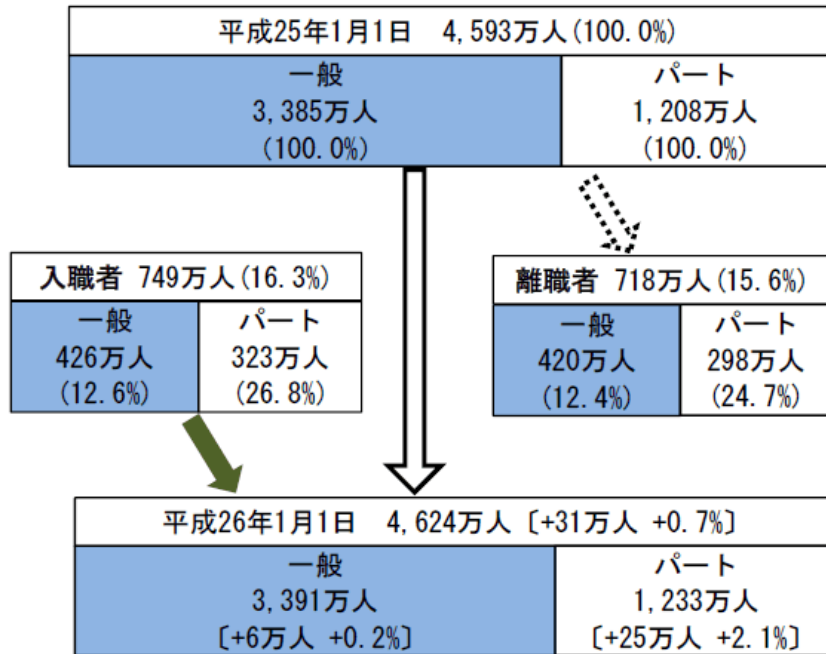 平成25年1月1日 4,593万人(100.0%)
一般
3,385万人
(100.0%)
パート
1,208万人
(100.0%)
入職者 749万人(16.3%)
一般
426万人
(12.6%)
パート
323万人
(26.8%)
離職者 718万人(15.6%)
一般
420万人
(12.4%)
パート
298万人
(24.7%)
平成26年1月1日 4,624万人〔+31万人 +0.7%〕
一般
3,391万人
〔+6万人 +0.2%〕
パート
1,233万人
〔+25万人 +2.1%〕